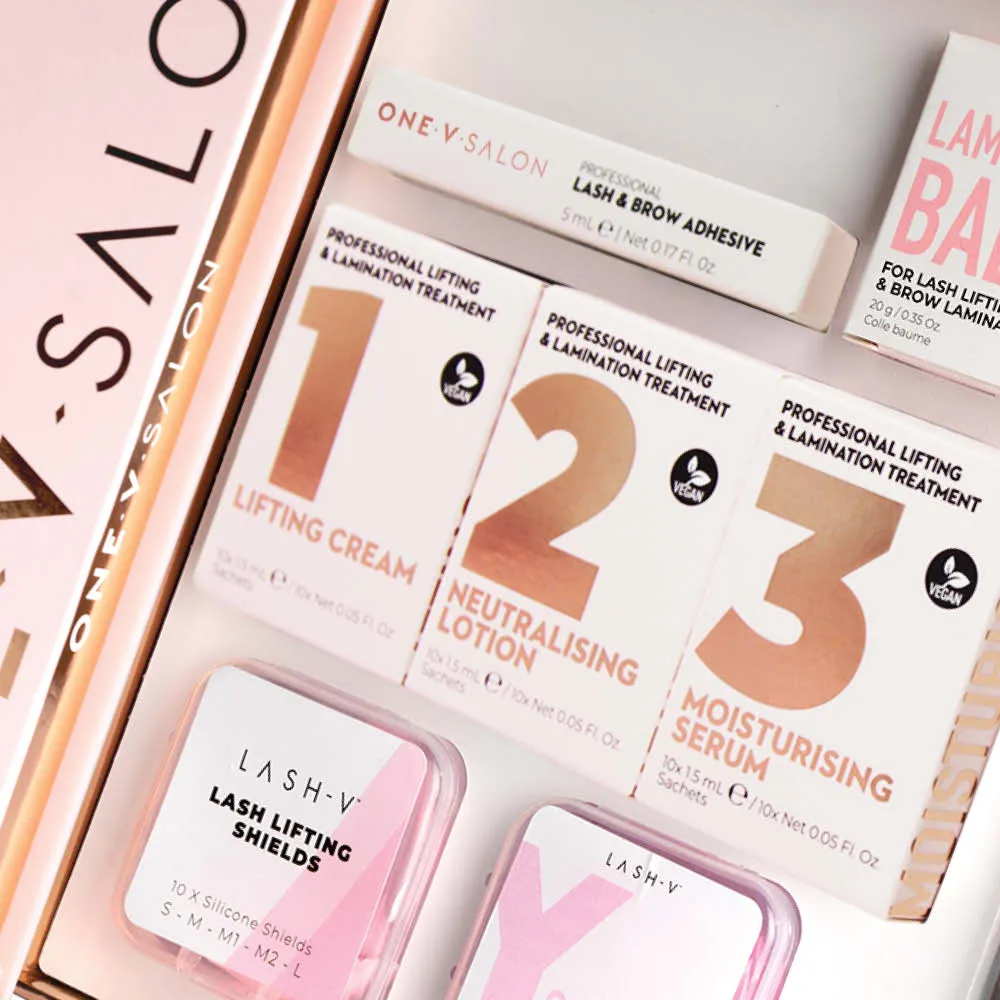 V·SALO
ONE·V·SALON
ONE·V·SALON
PROFESSIONAL
LASH & BROW ADHESIVE
5 mL ℮ | Net 0.17 Fl. Oz
LAM
BA
FOR LASH LIFTI
& BROW LAMINA
20 g / 0.35 Oz
Colle baume
PROFESSIONAL LIFTING
& LAMINATION TREATMENT
1
VEGAN
LIFTING CREAM
10x 1.5 mL ℮ / 10x Net 0.05 Fl. Oz
Sachets
PROFESSIONAL LIFTING
& LAMINATION TREATMENT
2
VEGAN
NEUTRALISING
LOTION
10x 1.5 mL ℮ / 10x Net 0.05 Fl. Oz
Sachets
PROFESSIONAL LIFTING
& LAMINATION TREATMENT
3
VEGAN
MOISTURISING
SERUM
10x 1.5 mL ℮ / 10x Net 0.05 Fl. Oz
Sachets
MOISTURI
LASH-V™
LASH LIFTING
SHIELDS
10 X Silicone Shields
S - M - M1 - M2 - L
LASH-V™
Y